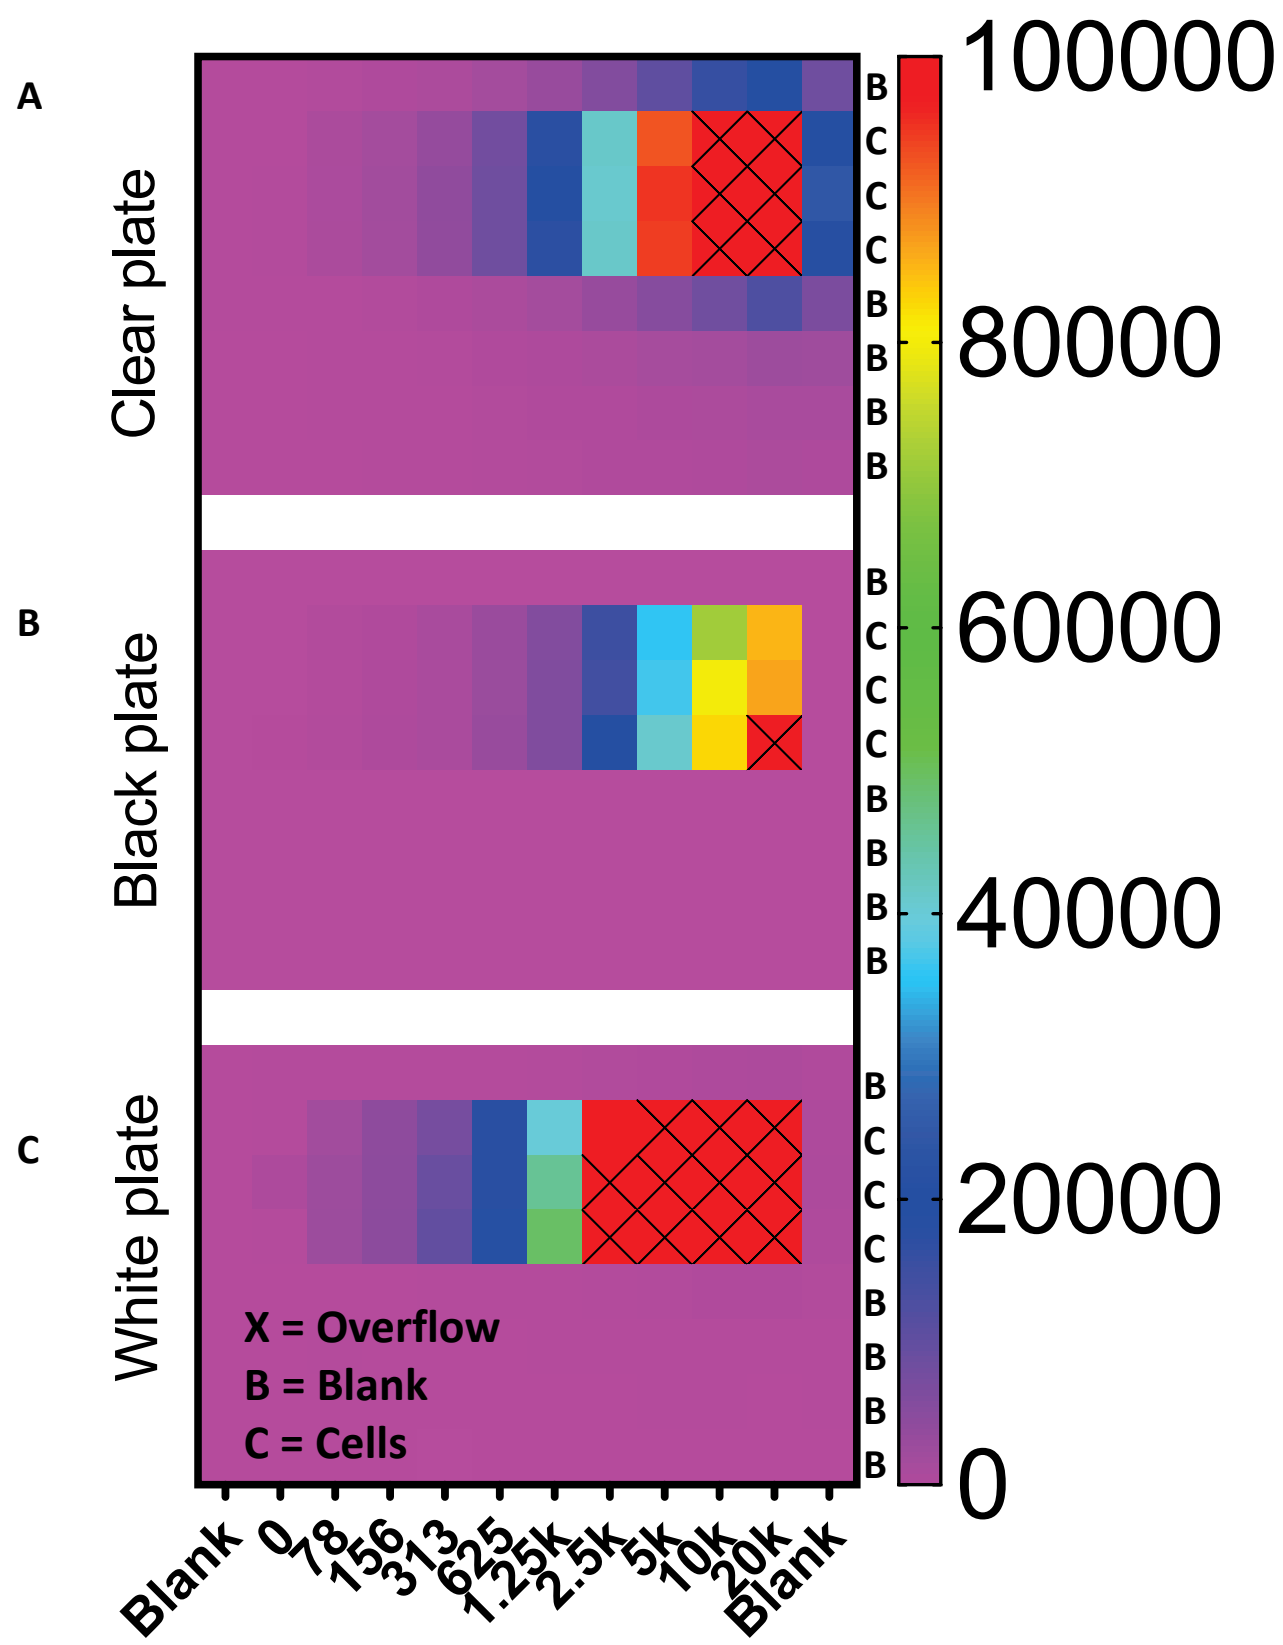 A
Clear plate
B
C
C
C
B
B
B
B
B
Black plate
B
C
C
C
B
B
B
B
C
White plate
B
C
C
C
B
B
B
B
X = Overflow
B = Blank
C = Cells
Blank
0
78
156
313
625
1.25k
2.5k
5k
10k
20k
Blank
100000
80000
60000
40000
20000
0